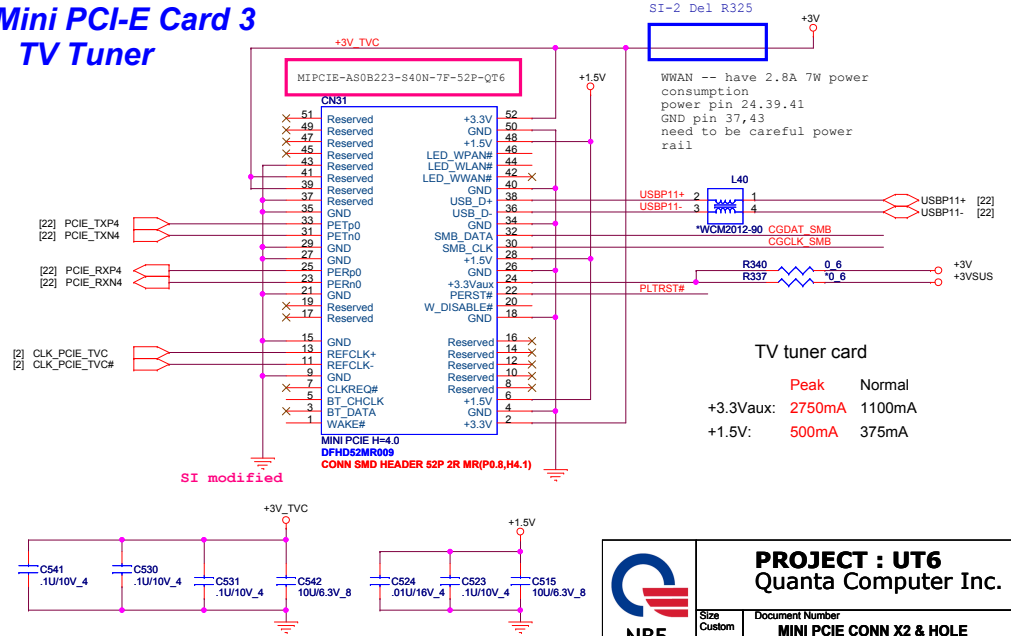 Mini PCI-E Card 3
TV Tuner
SI-2 Del R325
+3V
+3V_TVC
MIPCIE-AS0B223-S40N-7F-52P-QT6
+1.5V
WWAN -- have 2.8A 7W power
consumption
power pin 24.39.41
GND pin 37,43
need to be careful power
rail
CN31
51 Reserved +3.3V 52
49 Reserved GND 50
47 Reserved +1.5V 48
45 Reserved LED_WPAN# 46
43 Reserved LED_WLAN# 44
41 Reserved LED_WWAN# 42
39 Reserved GND 40
37 Reserved USB_D+ 38
35 GND USB_D- 36
33 PETp0 GND 34
31 PETn0 SMB_DATA 32
29 GND SMB_CLK 30
27 GND +1.5V 28
25 PERp0 GND 26
23 PERn0 +3.3Vaux 24
21 GND PERST# 22
19 Reserved W_DISABLE# 20
17 Reserved GND 18
15 GND Reserved 16
13 REFCLK+ Reserved 14
11 REFCLK- Reserved 12
9 GND Reserved 10
7 CLKREQ# Reserved 8
5 BT_CHCLK +1.5V 6
3 BT_DATA GND 4
1 WAKE# +3.3V 2
[22] PCIE_TXP4
[22] PCIE_TXN4
[22] PCIE_RXP4
[22] PCIE_RXN4
[2] CLK_PCIE_TVC
[2] CLK_PCIE_TVC#
L40
USBP11+ 2 1 USBP11+ [22]
USBP11- 3 4 USBP11- [22]
*WCM2012-90 CGDAT_SMB
CGCLK_SMB
R340 0_6 +3V
R337 *0_6 +3VSUS
PLTRST#
MINI PCIE H=4.0
DFHD52MR009
CONN SMD HEADER 52P 2R MR(P0.8,H4.1)
SI modified
TV tuner card
Peak Normal
+3.3Vaux: 2750mA 1100mA
+1.5V: 500mA 375mA
+3V_TVC
C541
.1U/10V_4
C530
.1U/10V_4
C531
.1U/10V_4
C542
10U/6.3V_8
+1.5V
C524
.01U/16V_4
C523
.1U/10V_4
C515
10U/6.3V_8
PROJECT : UT6
Quanta Computer Inc.
Size
Custom
Document Number
MINI PCIE CONN X2 & HOLE